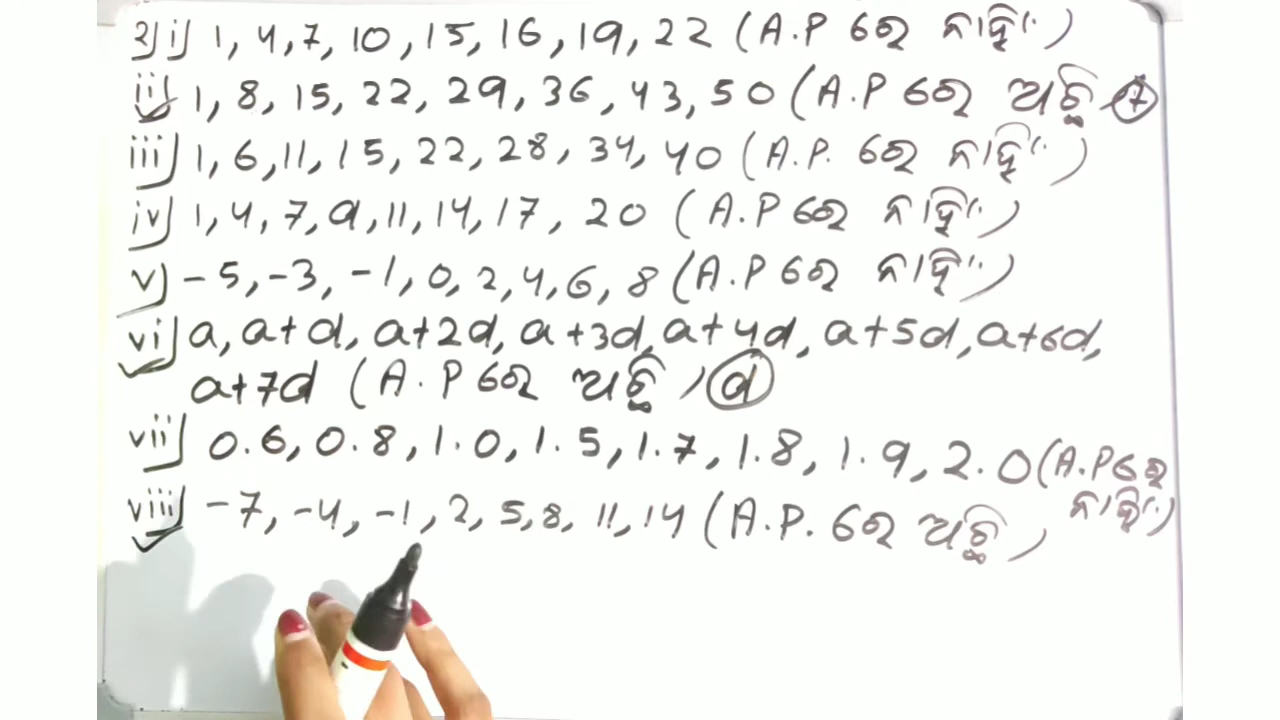 2) i) 1, 4, 7, 10, 15, 16, 19, 22 (A.P ରେ ନାହିଁ)
ii) 1, 8, 15, 22, 29, 36, 43, 50 (A.P ରେ ଅଛି 7
iii) 1, 6, 11, 15, 22, 28, 34, 40 (A.P. ରେ ନାହିଁ)
iv) 1, 4, 7, 9, 11, 14, 17, 20 (A.P ରେ ନାହିଁ)
v) -5, -3, -1, 0, 2, 4, 6, 8 (A.P ରେ ନାହିଁ)
vi) a, a+d, a+2d, a+3d, a+4d, a+5d, a+6d,
a+7d (A.P ରେ ଅଛି) d
vii) 0.6, 0.8, 1.0, 1.5, 1.7, 1.8, 1.9, 2.0 (A.P ରେ
ନାହିଁ)
viii) -7, -4, -1, 2, 5, 8, 11, 14 (A.P. ରେ ଅଛି)